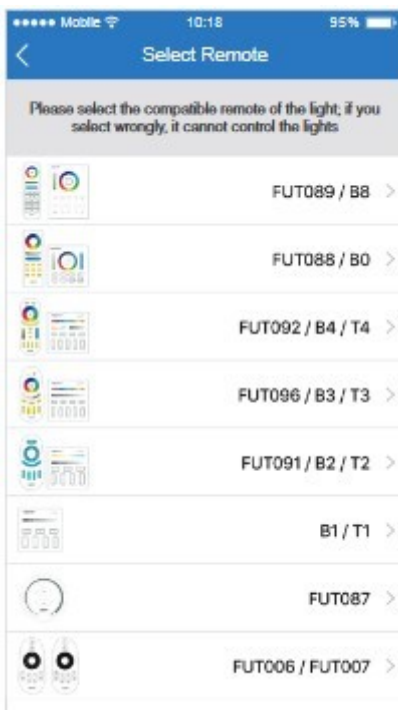 Mobile 10:18 95%
Select Remote
Please select the compatible remote of the light; if you
select wrongly, it cannot control the lights
FUT089 / B8
FUT088 / B0
FUT092 / B4 / T4
FUT096 / B3 / T3
FUT091 / B2 / T2
B1 / T1
FUT087
FUT006 / FUT007